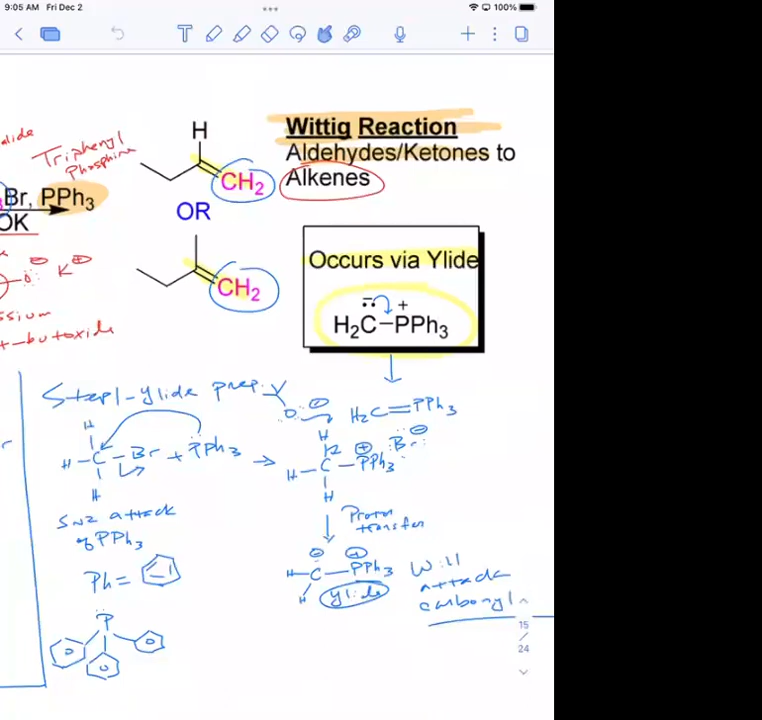 9:05 AM Fri Dec 2
100%
Triphenyl
Phosphine
Br, PPh3
OK
K⊕
t-butoxide
H
CH2
OR
CH2
Wittig Reaction
Aldehydes/Ketones to
Alkenes
Occurs via Ylide
H2C–PPh3
+
Step 1 - ylide prep.
H2C=PPh3
H
H–C–Br + :PPh3 →
H
SN2 attack
of PPh3
Ph =
P
H
H–C–PPh3
⊕
Br
⊖
H
Proton
transfer
⊖ ⊕
H–C–PPh3
H
ylide
Will
attack
carbonyl
15
/
24